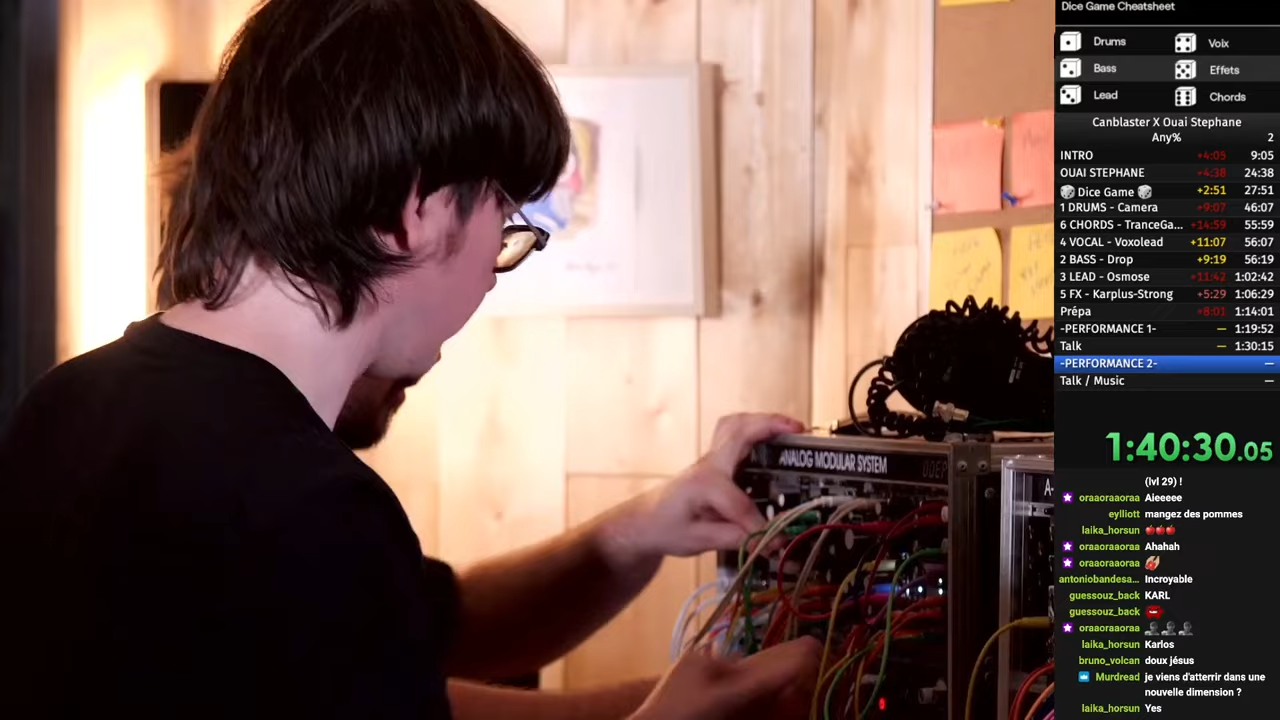 Dice Game Cheatsheet
Drums
Voix
Bass
Effets
Lead
Chords
Canblaster X Ouai Stephane
Any% 2
INTRO +4:05 9:05
OUAI STEPHANE +4:38 24:38
🎲 Dice Game 🎲 +2:51 27:51
1 DRUMS - Camera +9:07 46:07
6 CHORDS - TranceGa... +14:59 55:59
4 VOCAL - Voxolead +11:07 56:07
2 BASS - Drop +9:19 56:19
3 LEAD - Osmose +11:42 1:02:42
5 FX - Karplus-Strong +5:29 1:06:29
Prépa +8:01 1:14:01
-PERFORMANCE 1- — 1:19:52
Talk — 1:30:15
-PERFORMANCE 2- —
Talk / Music —
1:40:30.05
(lvl 29) !
oraaoraaoraa Aieeeee
eylliott mangez des pommes
laika_horsun 🍎🍎🍎
oraaoraaoraa Ahahah
oraaoraaoraa
antoniobandesa... Incroyable
guessouz_back KARL
guessouz_back
oraaoraaoraa
laika_horsun Karlos
bruno_volcan doux jésus
Murdread je viens d'atterrir dans une
nouvelle dimension ?
laika_horsun Yes
ANALOG MODULAR SYSTEM
A-